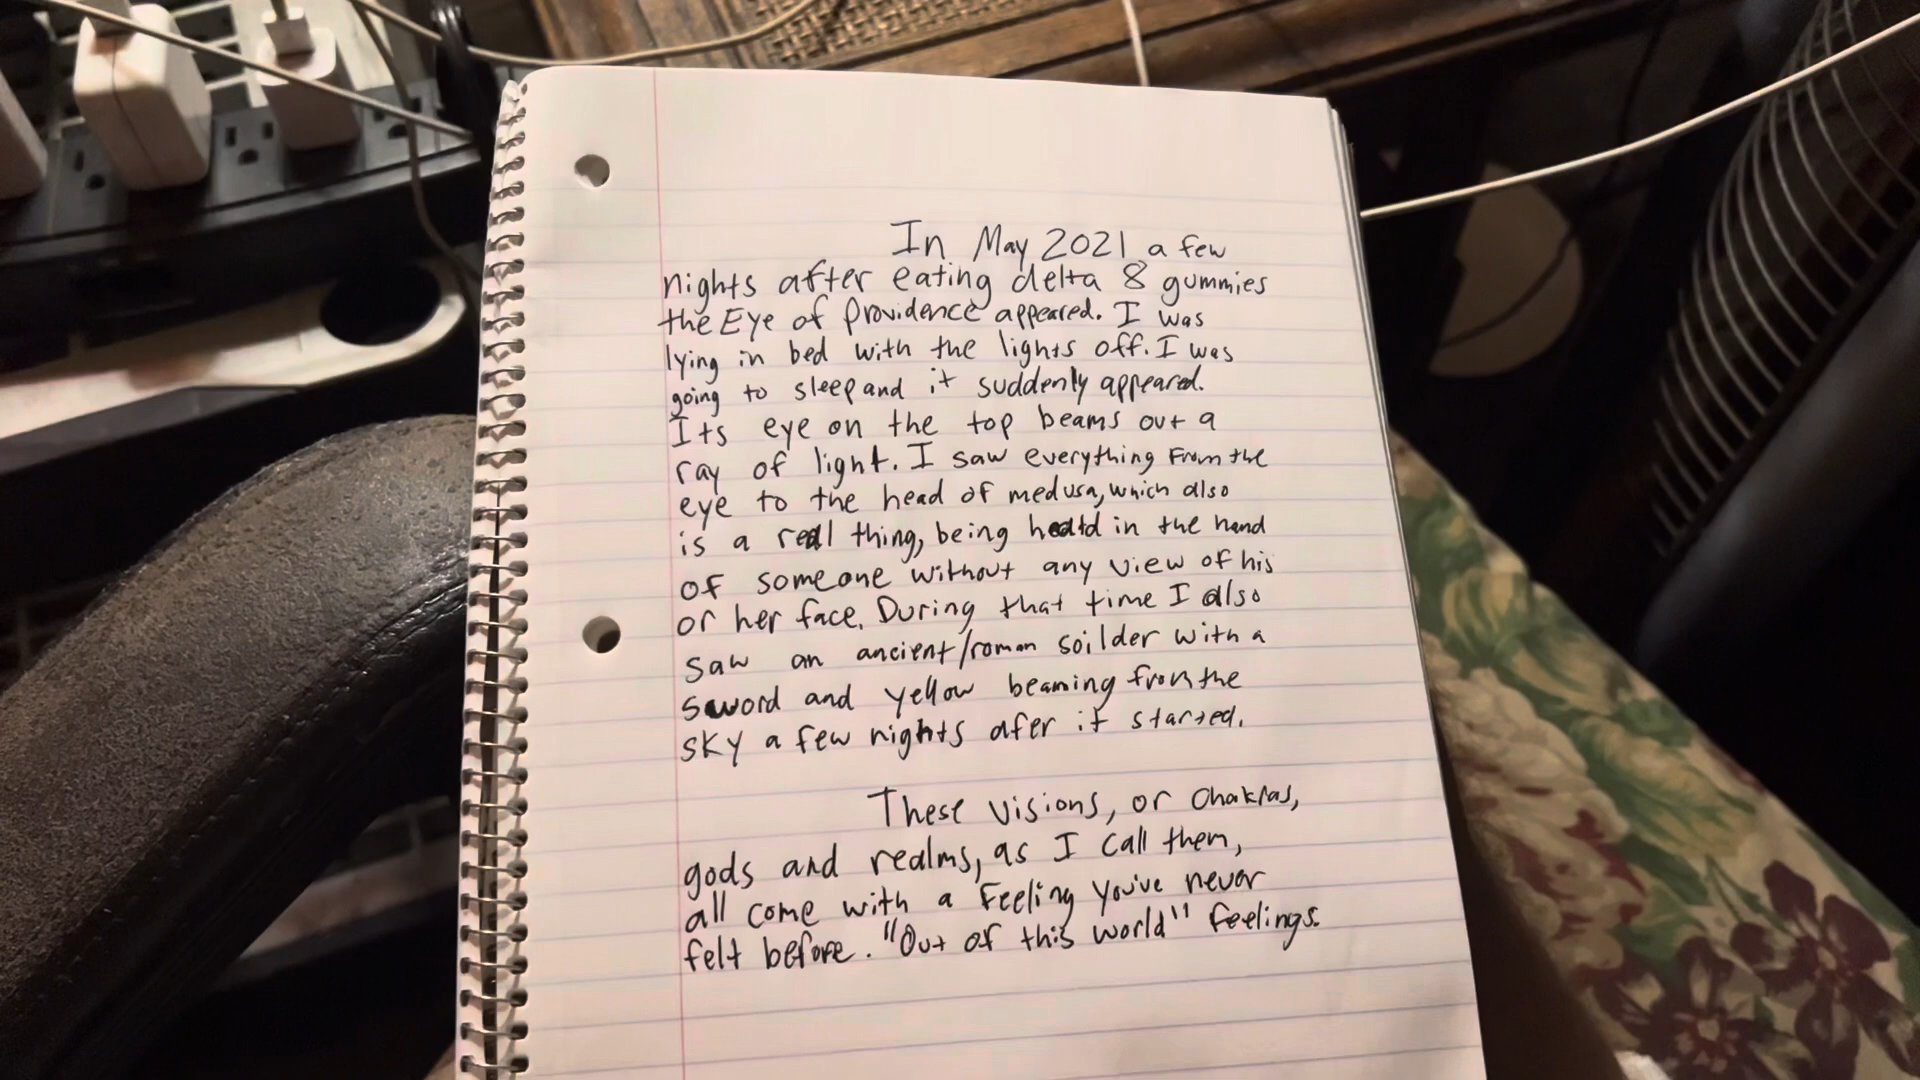 In May 2021, a few
nights after eating delta 8 gummies
the Eye of Providence appeared. I was
lying in bed with the lights off. I was
going to sleep and it suddenly appeared.
Its eye on the top beams out a
ray of light. I saw everything from the
eye to the head of medusa, which also
is a real thing, being in the hand
of someone without any view of his
or her face. During that time I also
saw an ancient/roman soilder with a
sword and yellow beaming from the
sky a few nights afer it started.
These visions, or Chakras,
gods and realms, as I call them,
all come with a feeling you've never
felt before. "Out of this world" feelings.